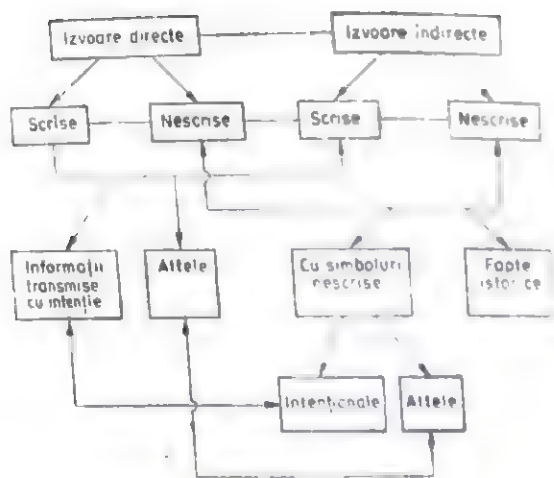 Izvoare directe
Izvoare indirecte
Scrise
Nescrise
Scrise
Nescrise
Informații
transmise
cu intenție
Altele
Cu simboluri
nescrise
Fapte
istorice
Intenționale
Altele